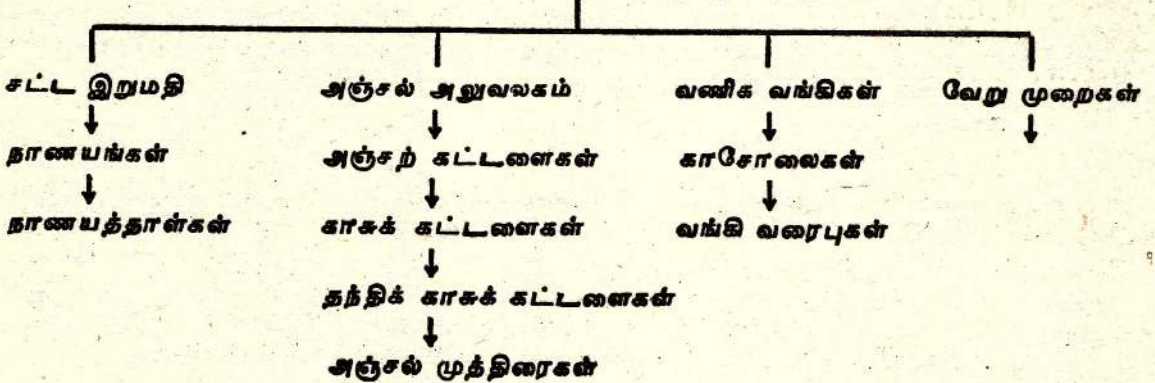 சட்ட இறுமதி
நாணயங்கள்
நாணயத்தாள்கள்
அஞ்சல் அலுவலகம்
அஞ்சற் கட்டளைகள்
காசுக் கட்டளைகள்
தந்திக் காசுக் கட்டளைகள்
அஞ்சல் முத்திரைகள்
வணிக வங்கிகள்
காசோலைகள்
வங்கி வரைபுகள்
வேறு முறைகள்